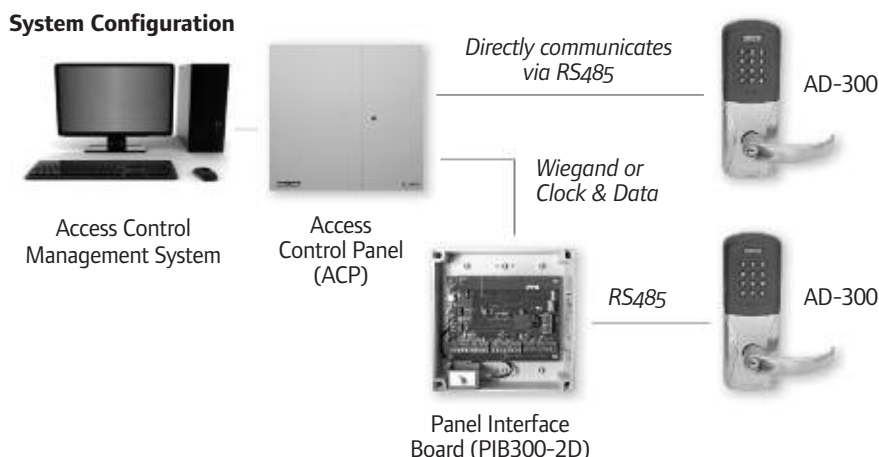 System Configuration
Directly communicates
via RS485
AD-300
Wiegand or
Clock & Data
Access Control
Management System
Access
Control Panel
(ACP)
RS485
AD-300
Panel Interface
Board (PIB300-2D)